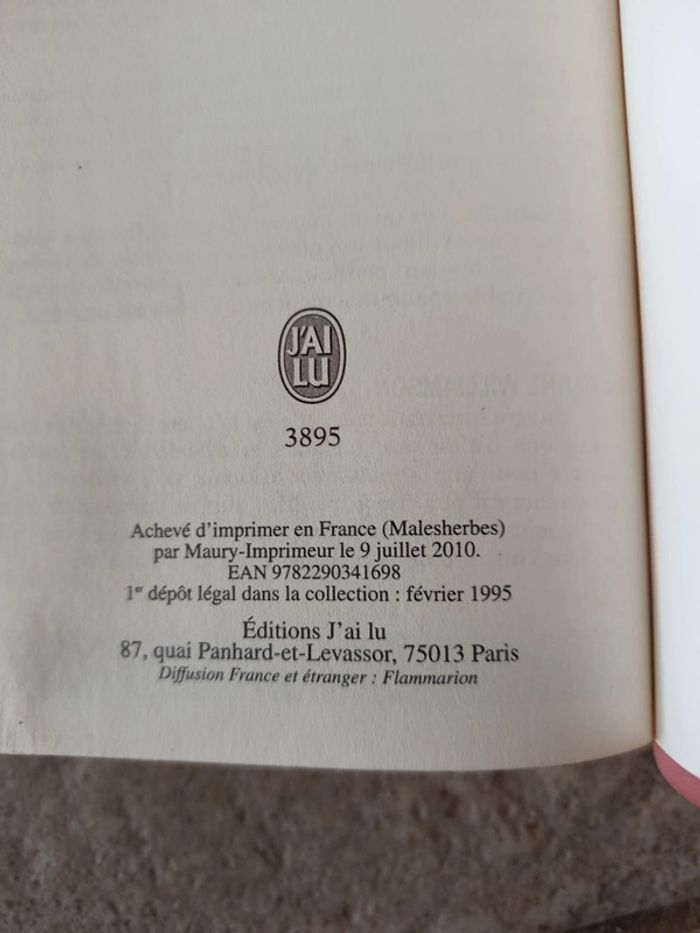 J'AI
LU
3895
Achevé d'imprimer en France (Malesherbes)
par Maury-Imprimeur le 9 juillet 2010.
EAN 9782290341698
1er dépôt légal dans la collection : février 1995
Éditions J'ai lu
87, quai Panhard-et-Levassor, 75013 Paris
Diffusion France et étranger : Flammarion